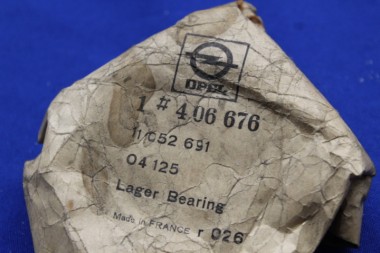 OPEL
1 # 4 06 676
11 052 691
04 125
Lager Bearing
Made in FRANCE r 026